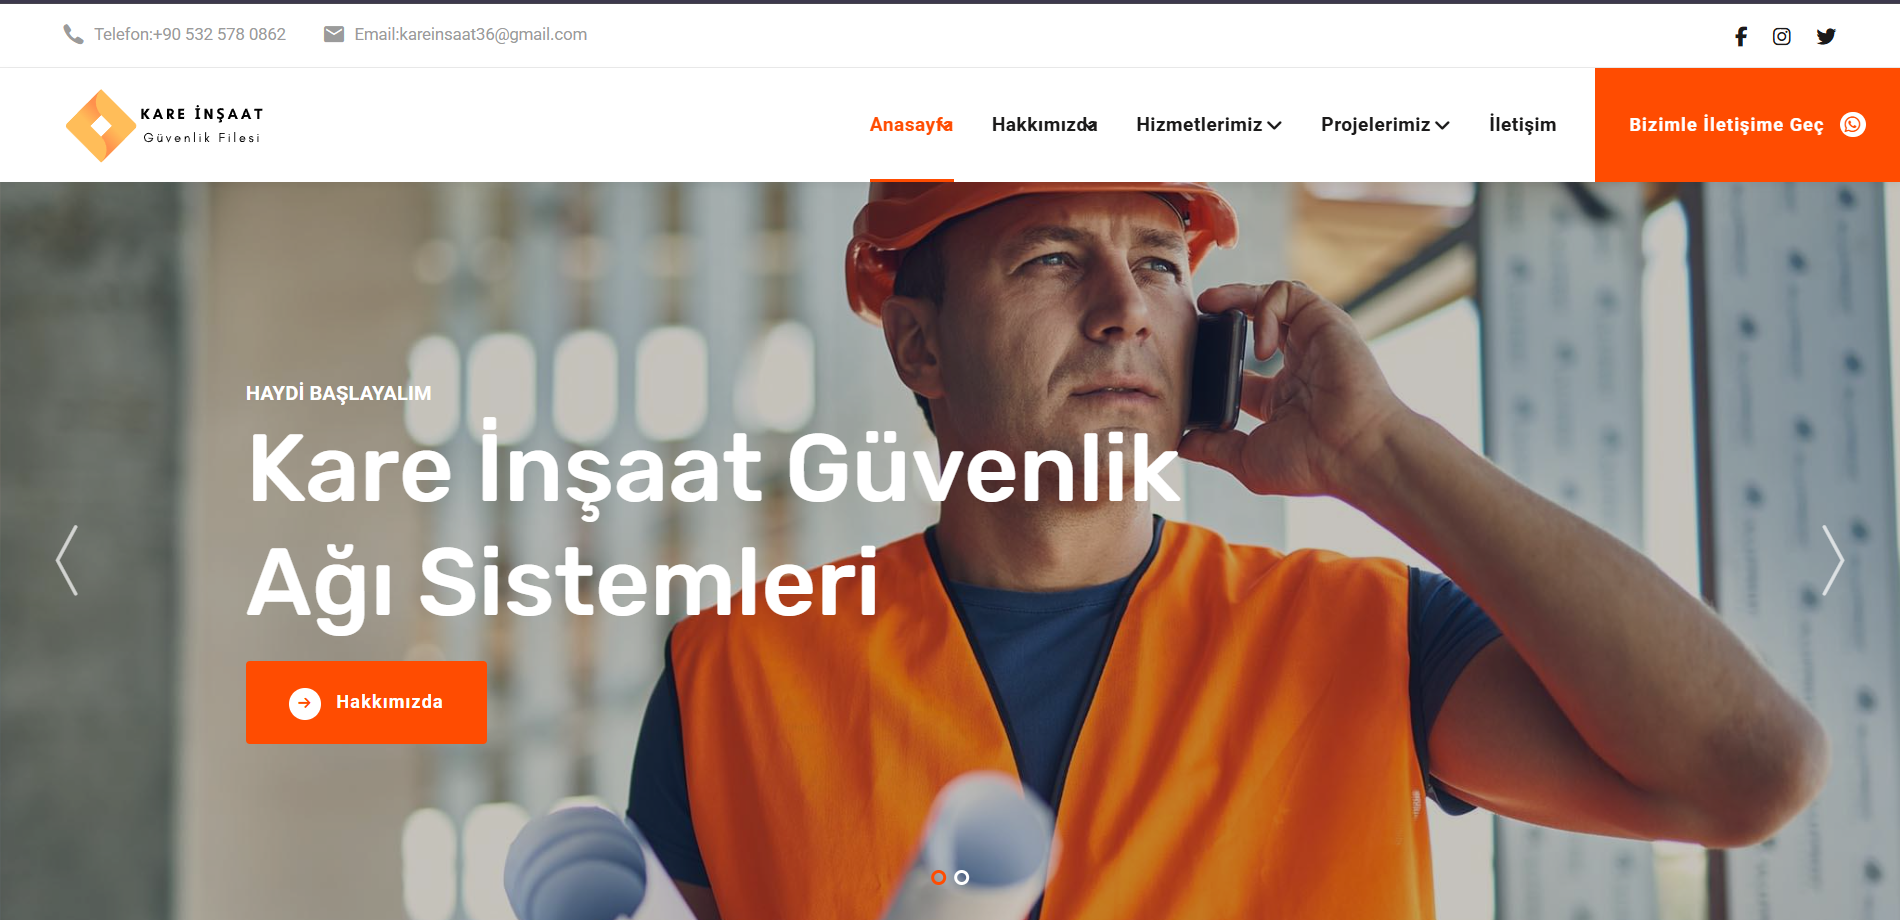 Telefon:+90 532 578 0862
Email:kareinsaat36@gmail.com
KARE İNŞAAT
Güvenlik Filesi
Anasayfa
Hakkımızda
Hizmetlerimiz
Projelerimiz
İletişim
Bizimle İletişime Geç
HAYDİ BAŞLAYALIM
Kare İnşaat Güvenlik
Ağı Sistemleri
Hakkımızda